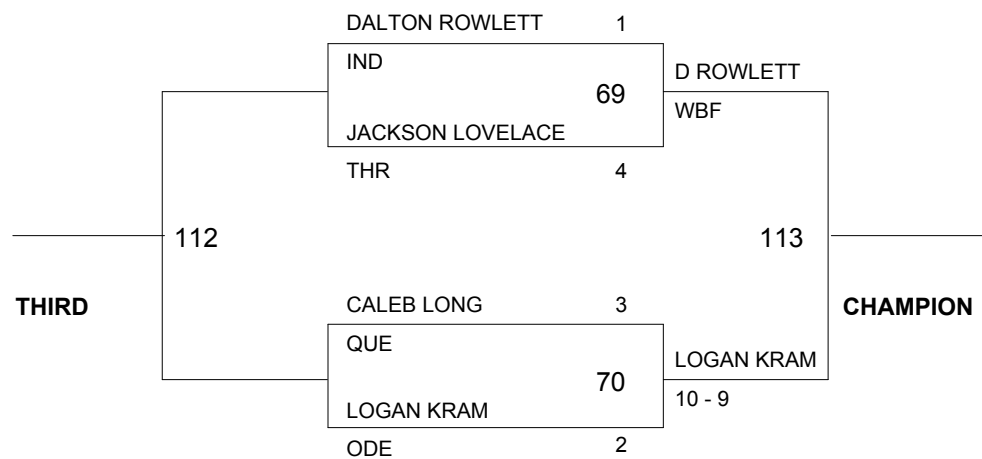 DALTON ROWLETT 1
IND
69
D ROWLETT
WBF
JACKSON LOVELACE
THR 4
112
113
THIRD
CHAMPION
CALEB LONG 3
QUE
70
LOGAN KRAM
10 - 9
LOGAN KRAM
ODE 2